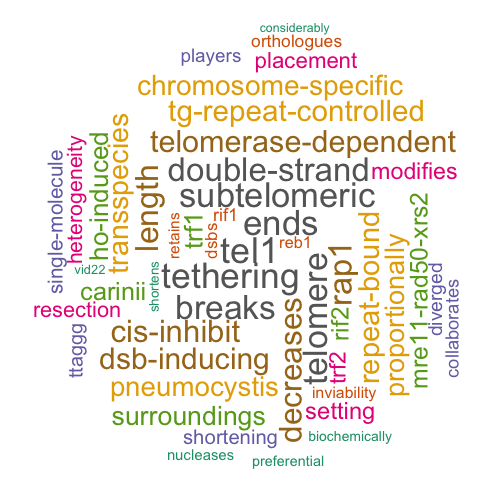 considerably
orthologues
players
placement
chromosome-specific
tg-repeat-controlled
telomerase-dependent
double-strand
modifies
subtelomeric
ends
tel1
tethering
breaks
single-molecule
heterogeneity
ho-induced
transspecies
length
retains
trf1
dsbs
rif1
reb1
vid22
carinii
shortens
resection
ttaggg
cis-inhibit
dsb-inducing
pneumocystis
surroundings
shortening
nucleases
preferential
biochemically
decreases
telomere
trf2
rif2
rap1
repeat-bound
proportionally
mre11-rad50-xrs2
diverged
collaborates
inviability
setting